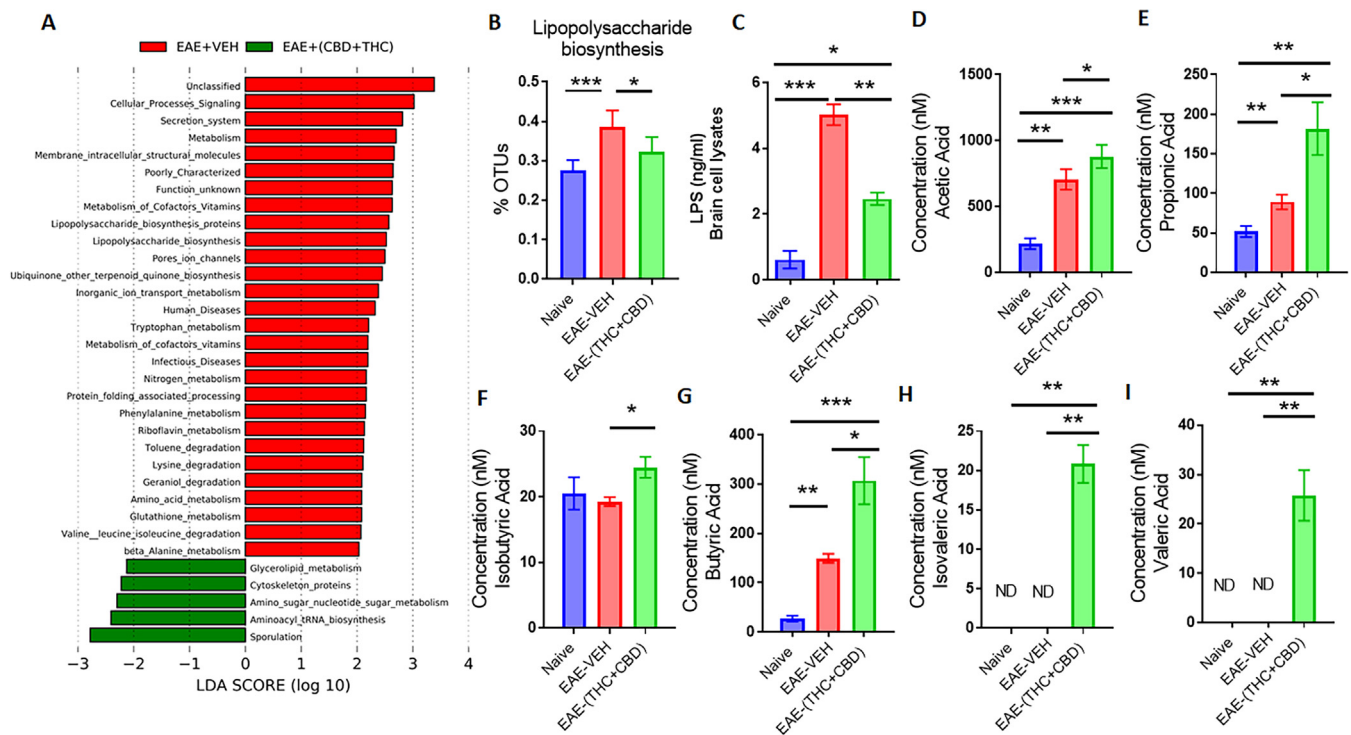 A
EAE+VEH
EAE+(CBD+THC)
Unclassified
Cellular_Processes_Signaling
Secretion_system
Metabolism
Membrane_intracellular_structural_molecules
Poorly_Characterized
Function_unknown
Metabolism_of_Cofactors_Vitamins
Lipopolysaccharide_biosynthesis_proteins
Lipopolysaccharide_biosynthesis
Pores_ion_channels
Ubiquinone_other_terpenoid_quinone_biosynthesis
Inorganic_ion_transport_metabolism
Human_Diseases
Tryptophan_metabolism
Metabolism_of_cofactors_vitamins
Infectious_Diseases
Nitrogen_metabolism
Protein_folding_associated_processing
Phenylalanine_metabolism
Riboflavin_metabolism
Toluene_degradation
Lysine_degradation
Geraniol_degradation
Amino_acid_metabolism
Glutathione_metabolism
Valine__leucine_isoleucine_degradation
beta_Alanine_metabolism
Glycerolipid_metabolism
Cytoskeleton_proteins
Amino_sugar_nucleotide_sugar_metabolism
Aminoacyl_tRNA_biosynthesis
Sporulation
−3 −2 −1 0 1 2 3 4
LDA SCORE (log 10)
B
Lipopolysaccharide
biosynthesis
*** *
0.5
0.4
0.3
0.2
0.1
0.0
% OTUs
Naive
EAE-VEH
EAE-(THC+CBD)
C
*
*** **
6
4
2
0
LPS (ng/ml)
Brain cell lysates
Naive
EAE-VEH
EAE-(THC+CBD)
D
*
***
**
1500
1000
500
0
Concentration (nM)
Acetic Acid
Naive
EAE-VEH
EAE-(THC+CBD)
E
**
*
**
250
200
150
100
50
0
Concentration (nM)
Propionic Acid
Naive
EAE-VEH
EAE-(THC+CBD)
F
*
30
20
10
0
Concentration (nM)
Isobutyric Acid
Naive
EAE-VEH
EAE-(THC+CBD)
G
***
*
**
400
300
200
100
0
Concentration (nM)
Butyric Acid
Naive
EAE-VEH
EAE-(THC+CBD)
H
**
**
25
20
15
10
5
0
Concentration (nM)
Isovaleric Acid
ND ND
Naive
EAE-VEH
EAE-(THC+CBD)
I
**
**
40
30
20
10
0
Concentration (nM)
Valeric Acid
ND ND
Naive
EAE-VEH
EAE-(THC+CBD)